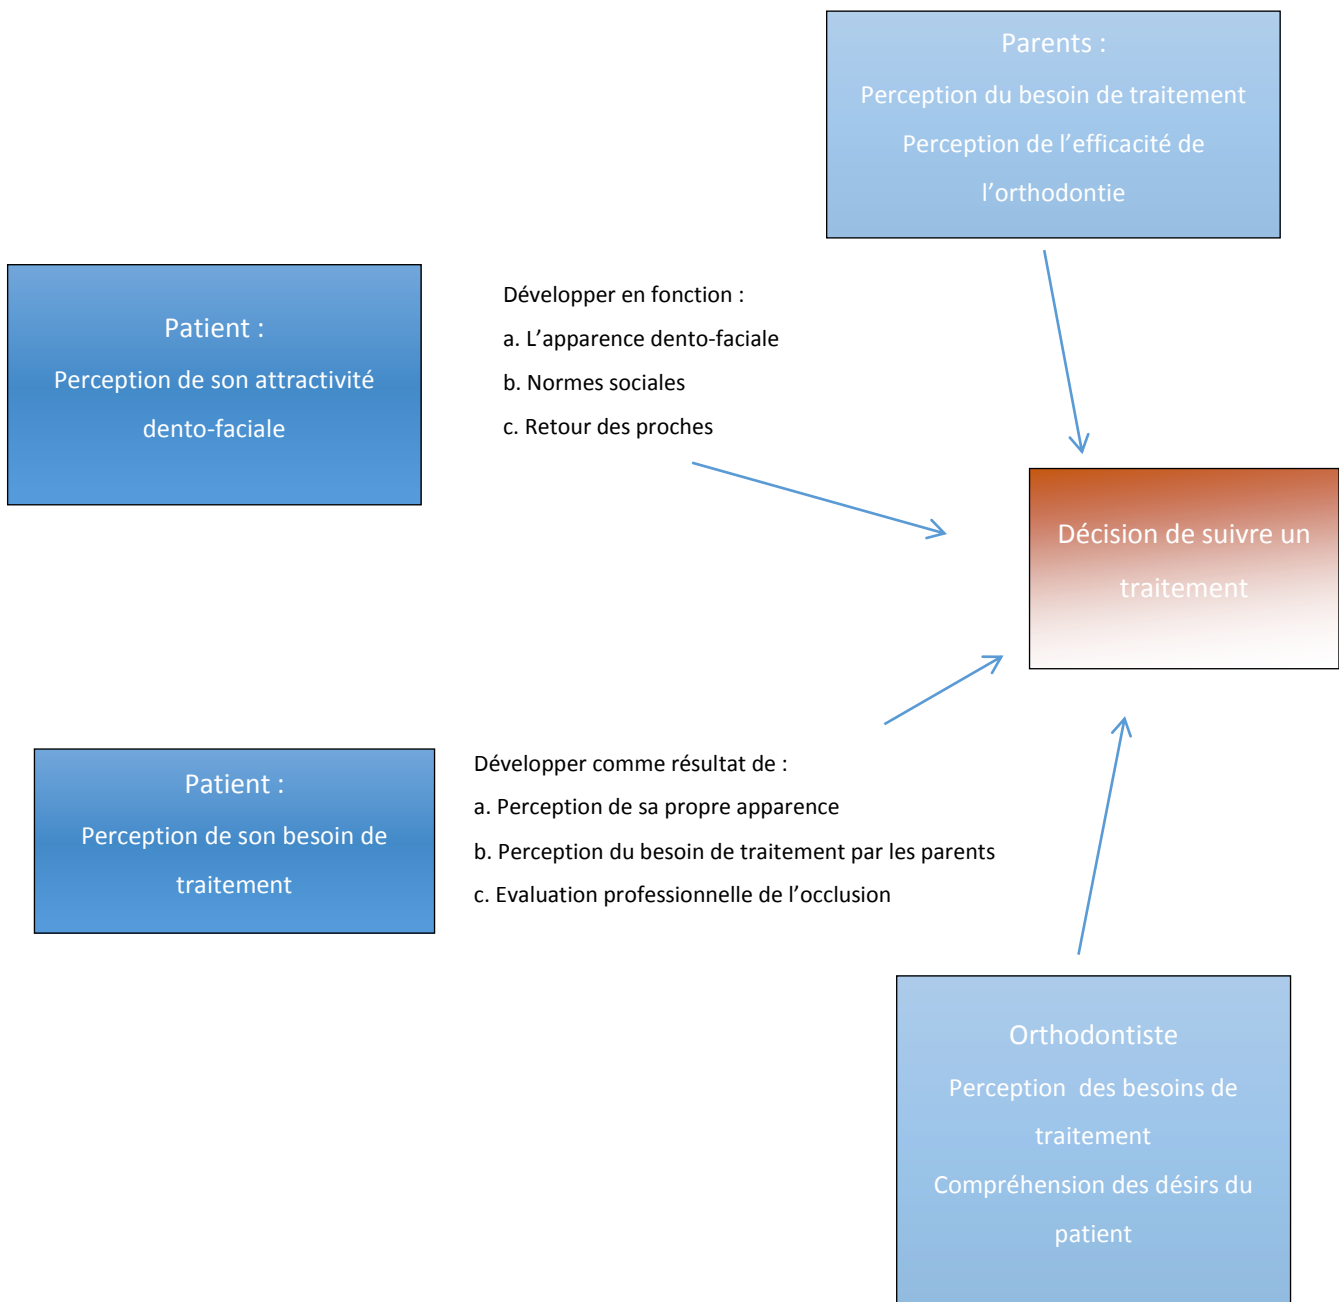 Parents :
Perception du besoin de traitement
Perception de l’efficacité de
l’orthodontie
Patient :
Perception de son attractivité
dento-faciale
Développer en fonction :
a. L’apparence dento-faciale
b. Normes sociales
c. Retour des proches
Décision de suivre un
traitement
Patient :
Perception de son besoin de
traitement
Développer comme résultat de :
a. Perception de sa propre apparence
b. Perception du besoin de traitement par les parents
c. Evaluation professionnelle de l’occlusion
Orthodontiste
Perception  des besoins de
traitement
Compréhension des désirs du
patient